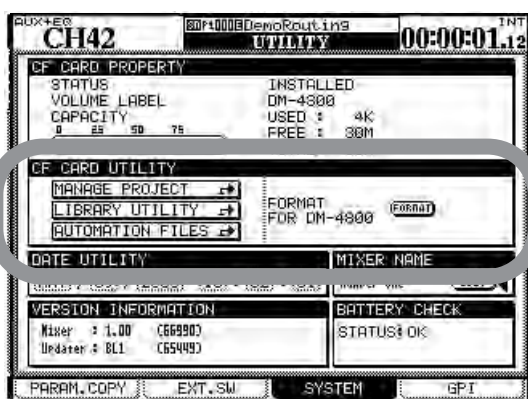 AUX+EQ
CH42
DemoRouting
UTILITY
INT
00:00:01.12
CF CARD PROPERTY
STATUS INSTALLED
VOLUME LABEL DM-4800
CAPACITY USED : 4K
0 25 50 75 FREE : 30M
CF CARD UTILITY
MANAGE PROJECT
LIBRARY UTILITY
AUTOMATION FILES
FORMAT
FOR DM-4800
FORMAT
DATE UTILITY MIXER NAME
VERSION INFORMATION BATTERY CHECK
Mixer : 1.00 (66990) STATUS: OK
Updater : BL1 (65449)
PARAM.COPY EXT.SW SYSTEM GPI